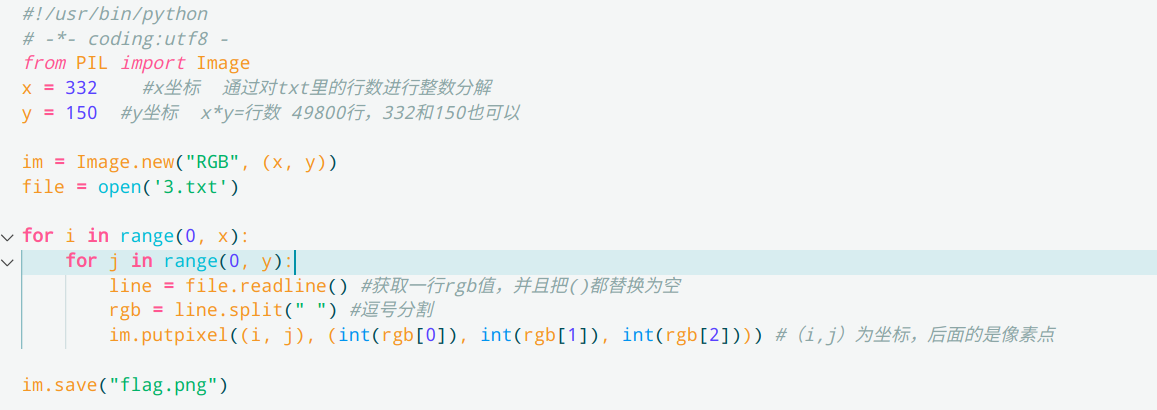 #!/usr/bin/python
# -*- coding:utf8 -
from PIL import Image
x = 332    #x坐标  通过对txt里的行数进行整数分解
y = 150  #y坐标  x*y=行数 49800行，332和150也可以
im = Image.new("RGB", (x, y))
file = open('3.txt')
for i in range(0, x):
    for j in range(0, y):
        line = file.readline() #获取一行rgb值，并且把()都替换为空
        rgb = line.split(" ") #逗号分割
        im.putpixel((i, j), (int(rgb[0]), int(rgb[1]), int(rgb[2]))) #（i,j）为坐标，后面的是像素点
im.save("flag.png")